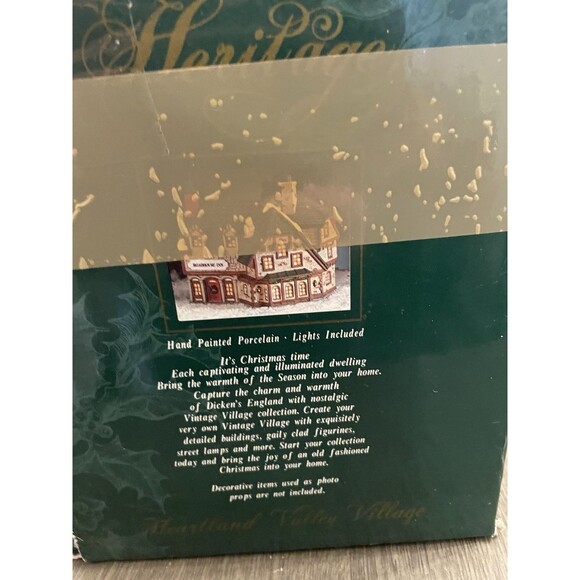 Heritage
ROADHOUSE INN
Hand Painted Porcelain · Lights Included
It's Christmas time
Each captivating and illuminated dwelling
Bring the warmth of the Season into your home.
Capture the charm and warmth
of Dicken's England with nostalgic
Vintage Village collection. Create your
very own Vintage Village with exquisitely
detailed buildings, gaily clad figurines,
street lamps and more. Start your collection
today and bring the joy of an old fashioned
Christmas into your home.
Decorative items used as photo
props are not included.
Heartland Valley Village